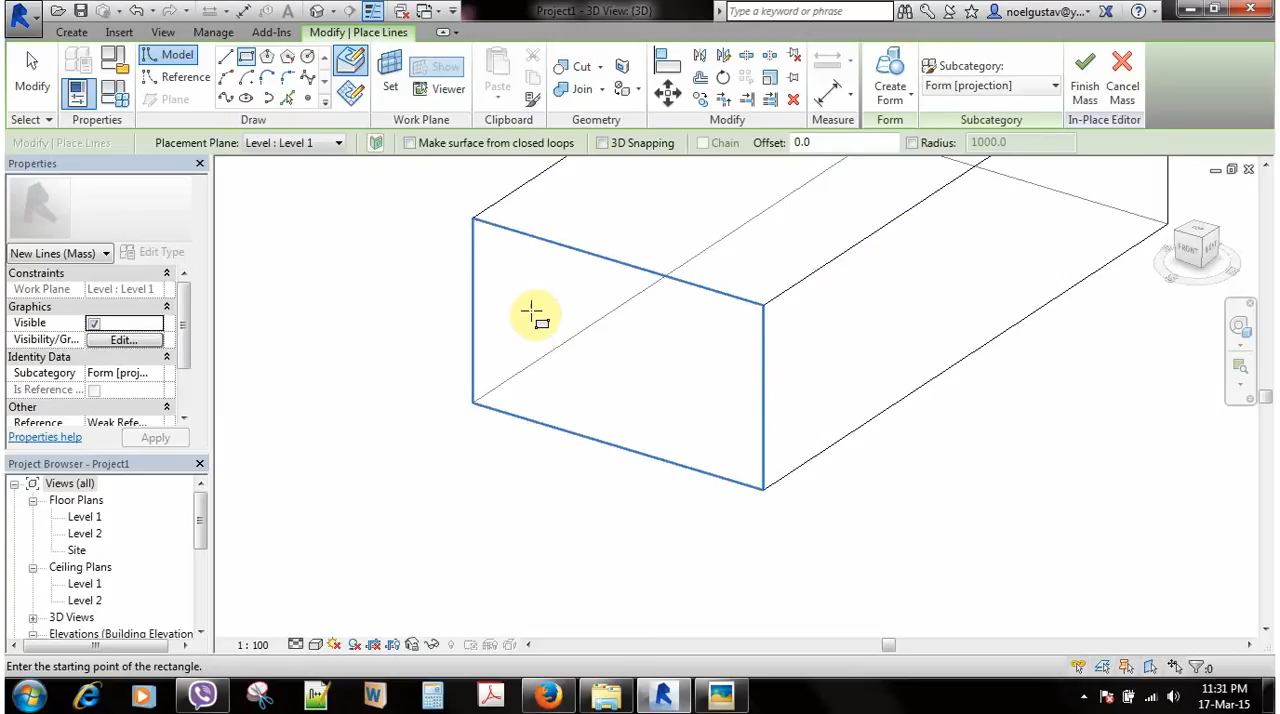 Project1 - 3D View: {3D}
Type a keyword or phrase
noelgustav@y...
Create Insert View Manage Add-Ins Modify | Place Lines
Modify
Select
Properties
Model
Reference
Plane
Draw
Set
Show
Viewer
Work Plane
Paste
Clipboard
Cut
Join
Geometry
Modify
Measure
Create
Form
Form
Subcategory:
Form [projection]
Subcategory
Finish
Mass
Cancel
Mass
In-Place Editor
Modify | Place Lines Placement Plane: Level : Level 1 Make surface from closed loops 3D Snapping Chain Offset: 0.0 Radius: 1000.0
Properties
New Lines (Mass) Edit Type
Constraints
Work Plane Level : Level 1
Graphics
Visible
Visibility/Gr... Edit...
Identity Data
Subcategory Form [proj...
Is Reference
Other
Reference Weak Refe...
Properties help Apply
Project Browser - Project1
Views (all)
Floor Plans
Level 1
Level 2
Site
Ceiling Plans
Level 1
Level 2
3D Views
Elevations (Building Elevation
TOP
FRONT
1 : 100
Enter the starting point of the rectangle.
:0
11:31 PM
17-Mar-15